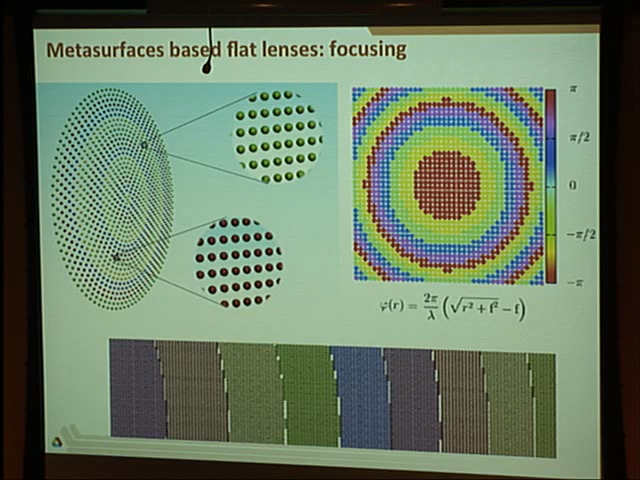 Metasurfaces based flat lenses: focusing
π
π/2
0
−π/2
−π
φ(r) = 2π/λ (√r² + f² − f)